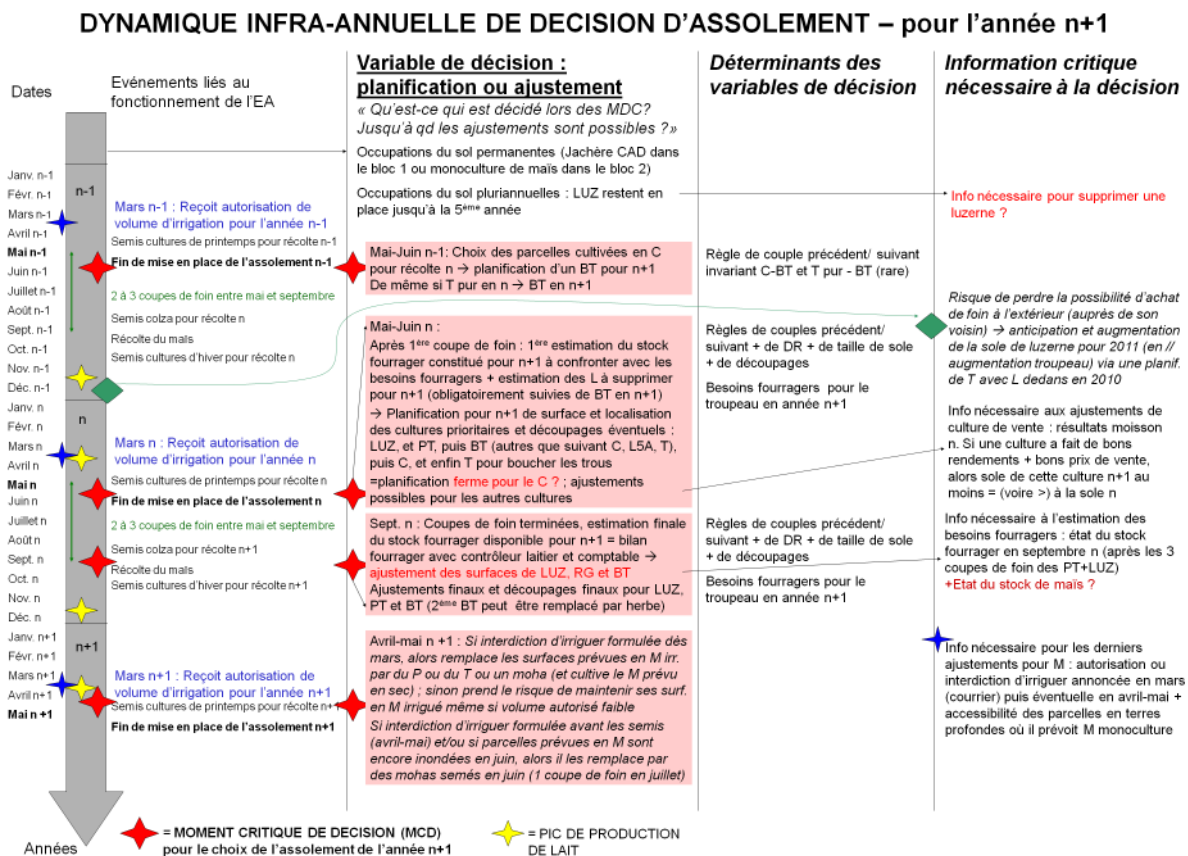 DYNAMIQUE INFRA-ANNUELLE DE DECISION D'ASSOLEMENT – pour l'année n+1
Dates
Evénements liés au
fonctionnement de l'EA
Variable de décision :
planification ou ajustement
« Qu'est-ce qui est décidé lors des MDC?
Jusqu'à qd les ajustements sont possibles ?»
Déterminants des
variables de décision
Information critique
nécessaire à la décision
Janv. n-1
Févr. n-1
Mars n-1
Avril n-1
Mai n-1
Juin n-1
Juillet n-1
Août n-1
Sept. n-1
Oct. n-1
Nov. n-1
Déc. n-1
Janv. n
Févr. n
Mars n
Avril n
Mai n
Juin n
Juillet n
Août n
Sept. n
Oct. n
Nov. n
Déc. n
Janv. n+1
Févr. n+1
Mars n+1
Avril n+1
Mai n+1
Années
n-1
n
n+1
Mars n-1 : Reçoit autorisation de
volume d'irrigation pour l'année n-1
Semis cultures de printemps pour récolte n-1
Fin de mise en place de l'assolement n-1
2 à 3 coupes de foin entre mai et septembre
Semis colza pour récolte n
Récolte du maïs
Semis cultures d'hiver pour récolte n
Mars n : Reçoit autorisation de
volume d'irrigation pour l'année n
Semis cultures de printemps pour récolte n
Fin de mise en place de l'assolement n
2 à 3 coupes de foin entre mai et septembre
Semis colza pour récolte n+1
Récolte du maïs
Semis cultures d'hiver pour récolte n+1
Mars n+1 : Reçoit autorisation de
volume d'irrigation pour l'année n+1
Semis cultures de printemps pour récolte n+1
Fin de mise en place de l'assolement n+1
Occupations du sol permanentes (Jachère CAD dans
le bloc 1 ou monoculture de maïs dans le bloc 2)
Occupations du sol pluriannuelles : LUZ restent en
place jusqu'à la 5ème année
Mai-Juin n-1: Choix des parcelles cultivées en C
pour récolte n → planification d'un BT pour n+1
De même si T pur en n → BT en n+1
Mai-Juin n :
Après 1ère coupe de foin : 1ère estimation du stock
fourrager constitué pour n+1 à confronter avec les
besoins fourragers + estimation des L à supprimer
pour n+1 (obligatoirement suivies de BT en n+1)
→ Planification pour n+1 de surface et localisation
des cultures prioritaires et découpages éventuels :
LUZ, et PT, puis BT (autres que suivant C, L5A, T),
puis C, et enfin T pour boucher les trous
=planification ferme pour le C ? ; ajustements
possibles pour les autres cultures
Sept. n : Coupes de foin terminées, estimation finale
du stock fourrager disponible pour n+1 = bilan
fourrager avec contrôleur laitier et comptable →
ajustement des surfaces de LUZ, RG et BT
Ajustements finaux et découpages finaux pour LUZ,
PT et BT (2ème BT peut être remplacé par herbe)
Avril-mai n +1 : Si interdiction d'irriguer formulée dès
mars, alors remplace les surfaces prévues en M irr.
par du P ou du T ou un moha (et cultive le M prévu
en sec) ; sinon prend le risque de maintenir ses surf.
en M irrigué même si volume autorisé faible
Si interdiction d'irriguer formulée avant les semis
(avril-mai) et/ou si parcelles prévues en M sont
encore inondées en juin, alors il les remplace par
des mohas semés en juin (1 coupe de foin en juillet)
Règle de couple précédent/ suivant
invariant C-BT et T pur - BT (rare)
Règles de couples précédent/
suivant + de DR + de taille de sole
+ de découpages
Besoins fourragers pour le
troupeau en année n+1
Règles de couples précédent/
suivant + de DR + de taille de sole
+ de découpages
Besoins fourragers pour le
troupeau en année n+1
Info nécessaire pour supprimer une
luzerne ?
Risque de perdre la possibilité d'achat
de foin à l'extérieur (auprès de son
voisin) → anticipation et augmentation
de la sole de luzerne pour 2011 (en //
augmentation troupeau) via une planif.
de T avec L dedans en 2010
Info nécessaire aux ajustements de
culture de vente : résultats moisson
n. Si une culture a fait de bons
rendements + bons prix de vente,
alors sole de cette culture n+1 au
moins = (voire >) à la sole n
Info nécessaire à l'estimation des
besoins fourragers : état du stock
fourrager en septembre n (après les 3
coupes de foin des PT+LUZ)
+Etat du stock de maïs ?
Info nécessaire pour les derniers
ajustements pour M : autorisation ou
interdiction d'irriguer annoncée en mars
(courrier) puis éventuelle en avril-mai +
accessibilité des parcelles en terres
profondes où il prévoit M monoculture
= MOMENT CRITIQUE DE DECISION (MCD)
pour le choix de l'assolement de l'année n+1
= PIC DE PRODUCTION
DE LAIT